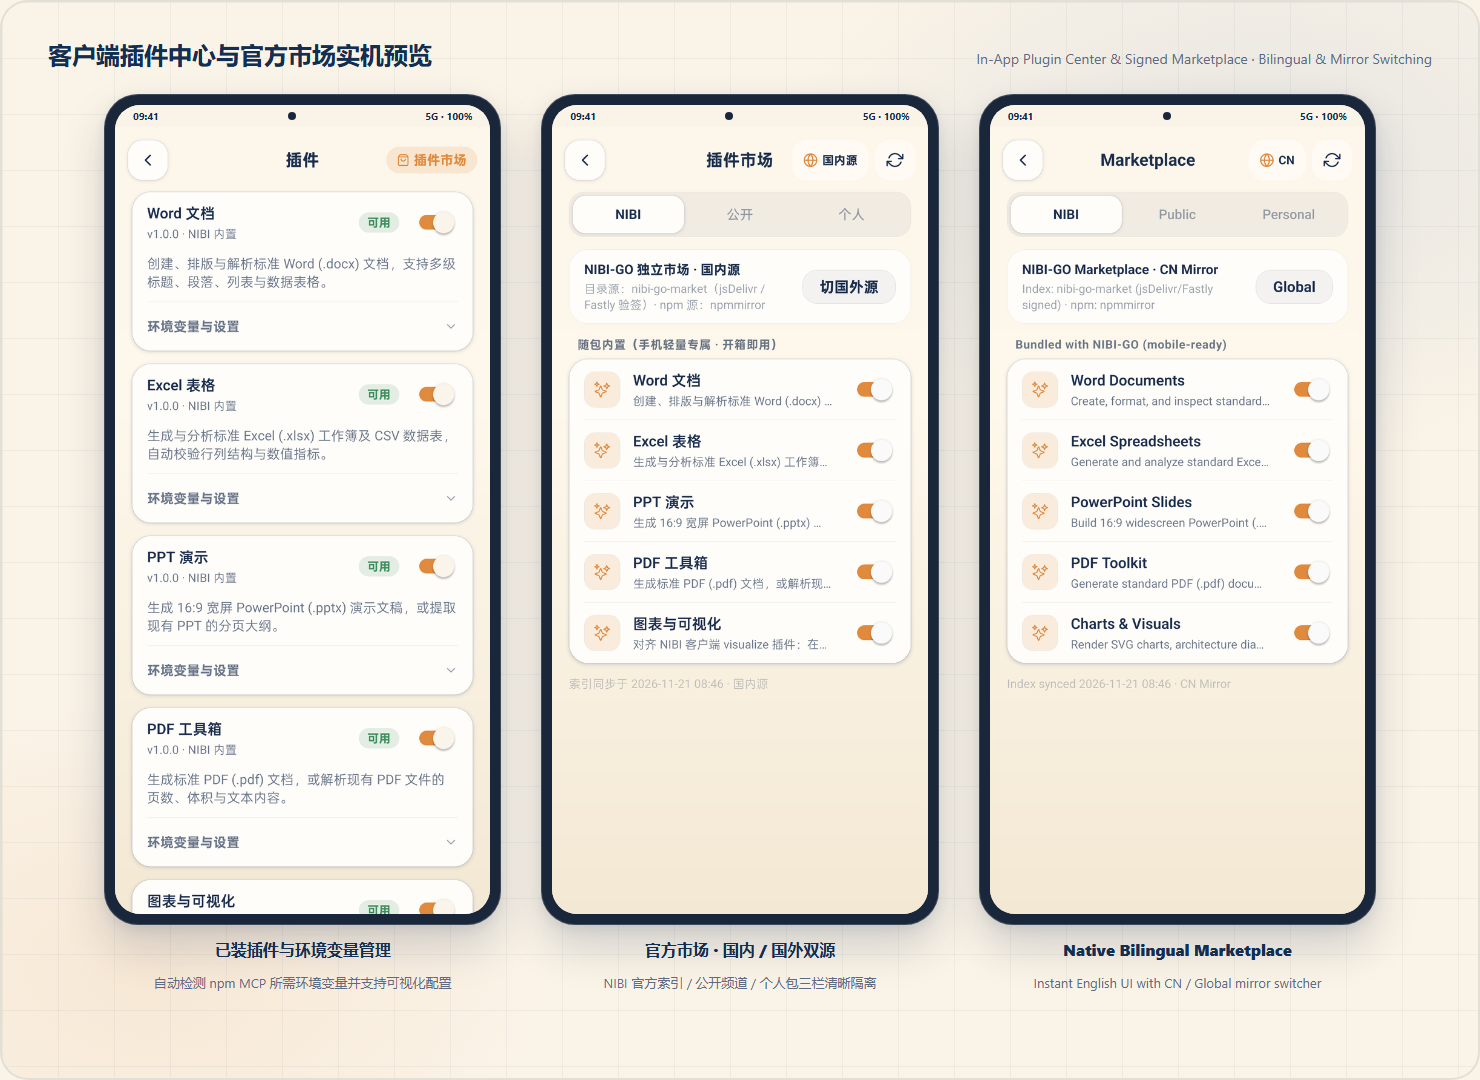 客户端插件中心与官方市场实机预览
In-App Plugin Center & Signed Marketplace · Bilingual & Mirror Switching
09:41
5G · 100%
插件
插件市场
Word 文档
v1.0.0 · NIBI 内置
可用
创建、排版与解析标准 Word (.docx) 文档，支持多级
标题、段落、列表与数据表格。
环境变量与设置
Excel 表格
v1.0.0 · NIBI 内置
可用
生成与分析标准 Excel (.xlsx) 工作簿及 CSV 数据表，
自动校验行列结构与数值指标。
环境变量与设置
PPT 演示
v1.0.0 · NIBI 内置
可用
生成 16:9 宽屏 PowerPoint (.pptx) 演示文稿，或提取
现有 PPT 的分页大纲。
环境变量与设置
PDF 工具箱
v1.0.0 · NIBI 内置
可用
生成标准 PDF (.pdf) 文档，或解析现有 PDF 文件的
页数、体积与文本内容。
环境变量与设置
图表与可视化
可用
已装插件与环境变量管理
自动检测 npm MCP 所需环境变量并支持可视化配置
09:41
5G · 100%
插件市场
国内源
NIBI
公开
个人
NIBI-GO 独立市场 · 国内源
目录源：nibi-go-market（jsDelivr /
Fastly 验签）· npm 源：npmmirror
切国外源
随包内置（手机轻量专属 · 开箱即用）
Word 文档
创建、排版与解析标准 Word (.docx) ...
Excel 表格
生成与分析标准 Excel (.xlsx) 工作簿...
PPT 演示
生成 16:9 宽屏 PowerPoint (.pptx) ...
PDF 工具箱
生成标准 PDF (.pdf) 文档，或解析现...
图表与可视化
对齐 NIBI 客户端 visualize 插件：在...
索引同步于 2026-11-21 08:46 · 国内源
官方市场 · 国内 / 国外双源
NIBI 官方索引 / 公开频道 / 个人包三栏清晰隔离
09:41
5G · 100%
Marketplace
CN
NIBI
Public
Personal
NIBI-GO Marketplace · CN Mirror
Index: nibi-go-market (jsDelivr/Fastly
signed) · npm: npmmirror
Global
Bundled with NIBI-GO (mobile-ready)
Word Documents
Create, format, and inspect standard...
Excel Spreadsheets
Generate and analyze standard Exce...
PowerPoint Slides
Build 16:9 widescreen PowerPoint (....
PDF Toolkit
Generate standard PDF (.pdf) docu...
Charts & Visuals
Render SVG charts, architecture dia...
Index synced 2026-11-21 08:46 · CN Mirror
Native Bilingual Marketplace
Instant English UI with CN / Global mirror switcher